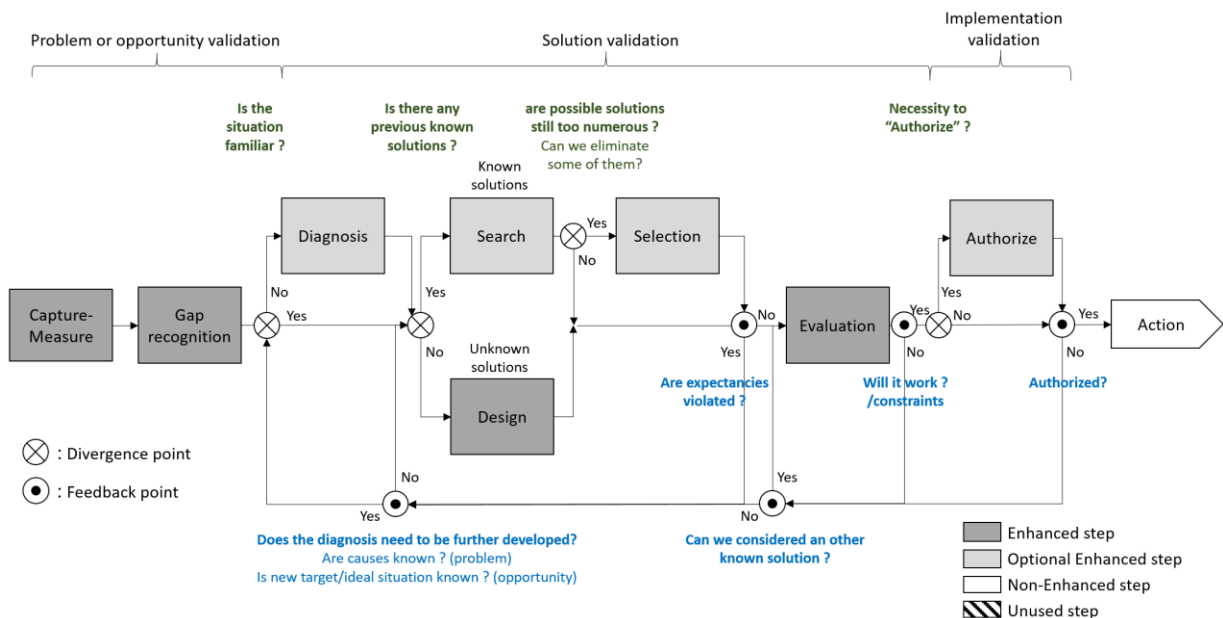 Problem or opportunity validation
Solution validation
Implementation
validation
Is the
situation
familiar ?
Is there any
previous known
solutions ?
are possible solutions
still too numerous ?
Can we eliminate
some of them?
Necessity to
“Authorize” ?
Known
solutions
Diagnosis
Search
Yes
Selection
Authorize
No
Yes
No
No
Yes
Capture-
Measure
Gap
recognition
Yes
No
Unknown
solutions
Design
No
Yes
Evaluation
Yes
No
No
Yes
No
Action
Are expectancies
violated ?
Will it work ?
/constraints
Authorized?
: Divergence point
: Feedback point
No
Yes
Yes
No
Does the diagnosis need to be further developed?
Are causes known ? (problem)
Is new target/ideal situation known ? (opportunity)
Can we considered an other
known solution ?
Enhanced step
Optional Enhanced step
Non-Enhanced step
Unused step